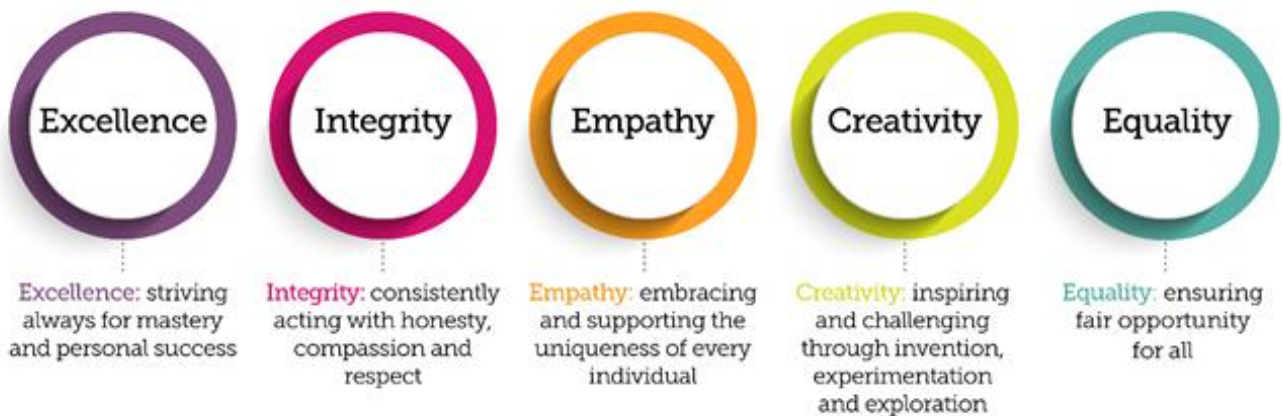 Excellence
Integrity
Empathy
Creativity
Equality
Excellence: striving
always for mastery
and personal success
Integrity: consistently
acting with honesty,
compassion and
respect
Empathy: embracing
and supporting the
uniqueness of every
individual
Creativity: inspiring
and challenging
through invention,
experimentation
and exploration
Equality: ensuring
fair opportunity
for all